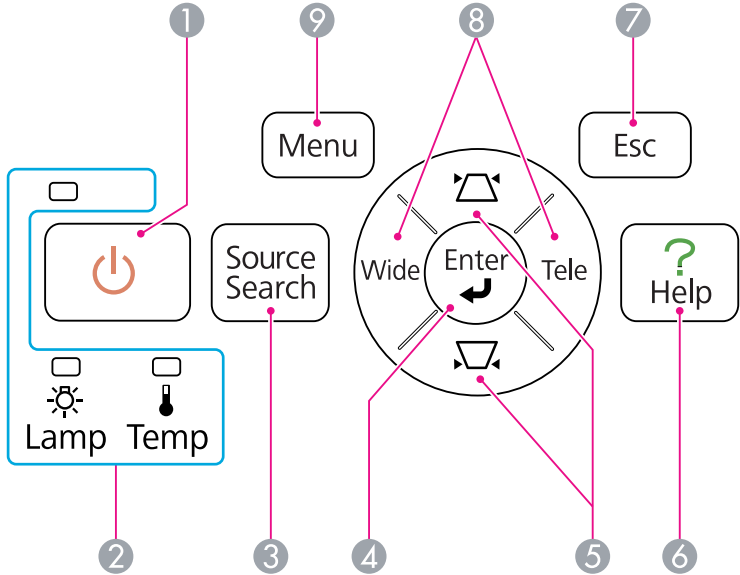 1
9
8
7
Menu
Esc
Source
Search
Wide
Enter
Tele
?
Help
Lamp
Temp
2
3
4
5
6